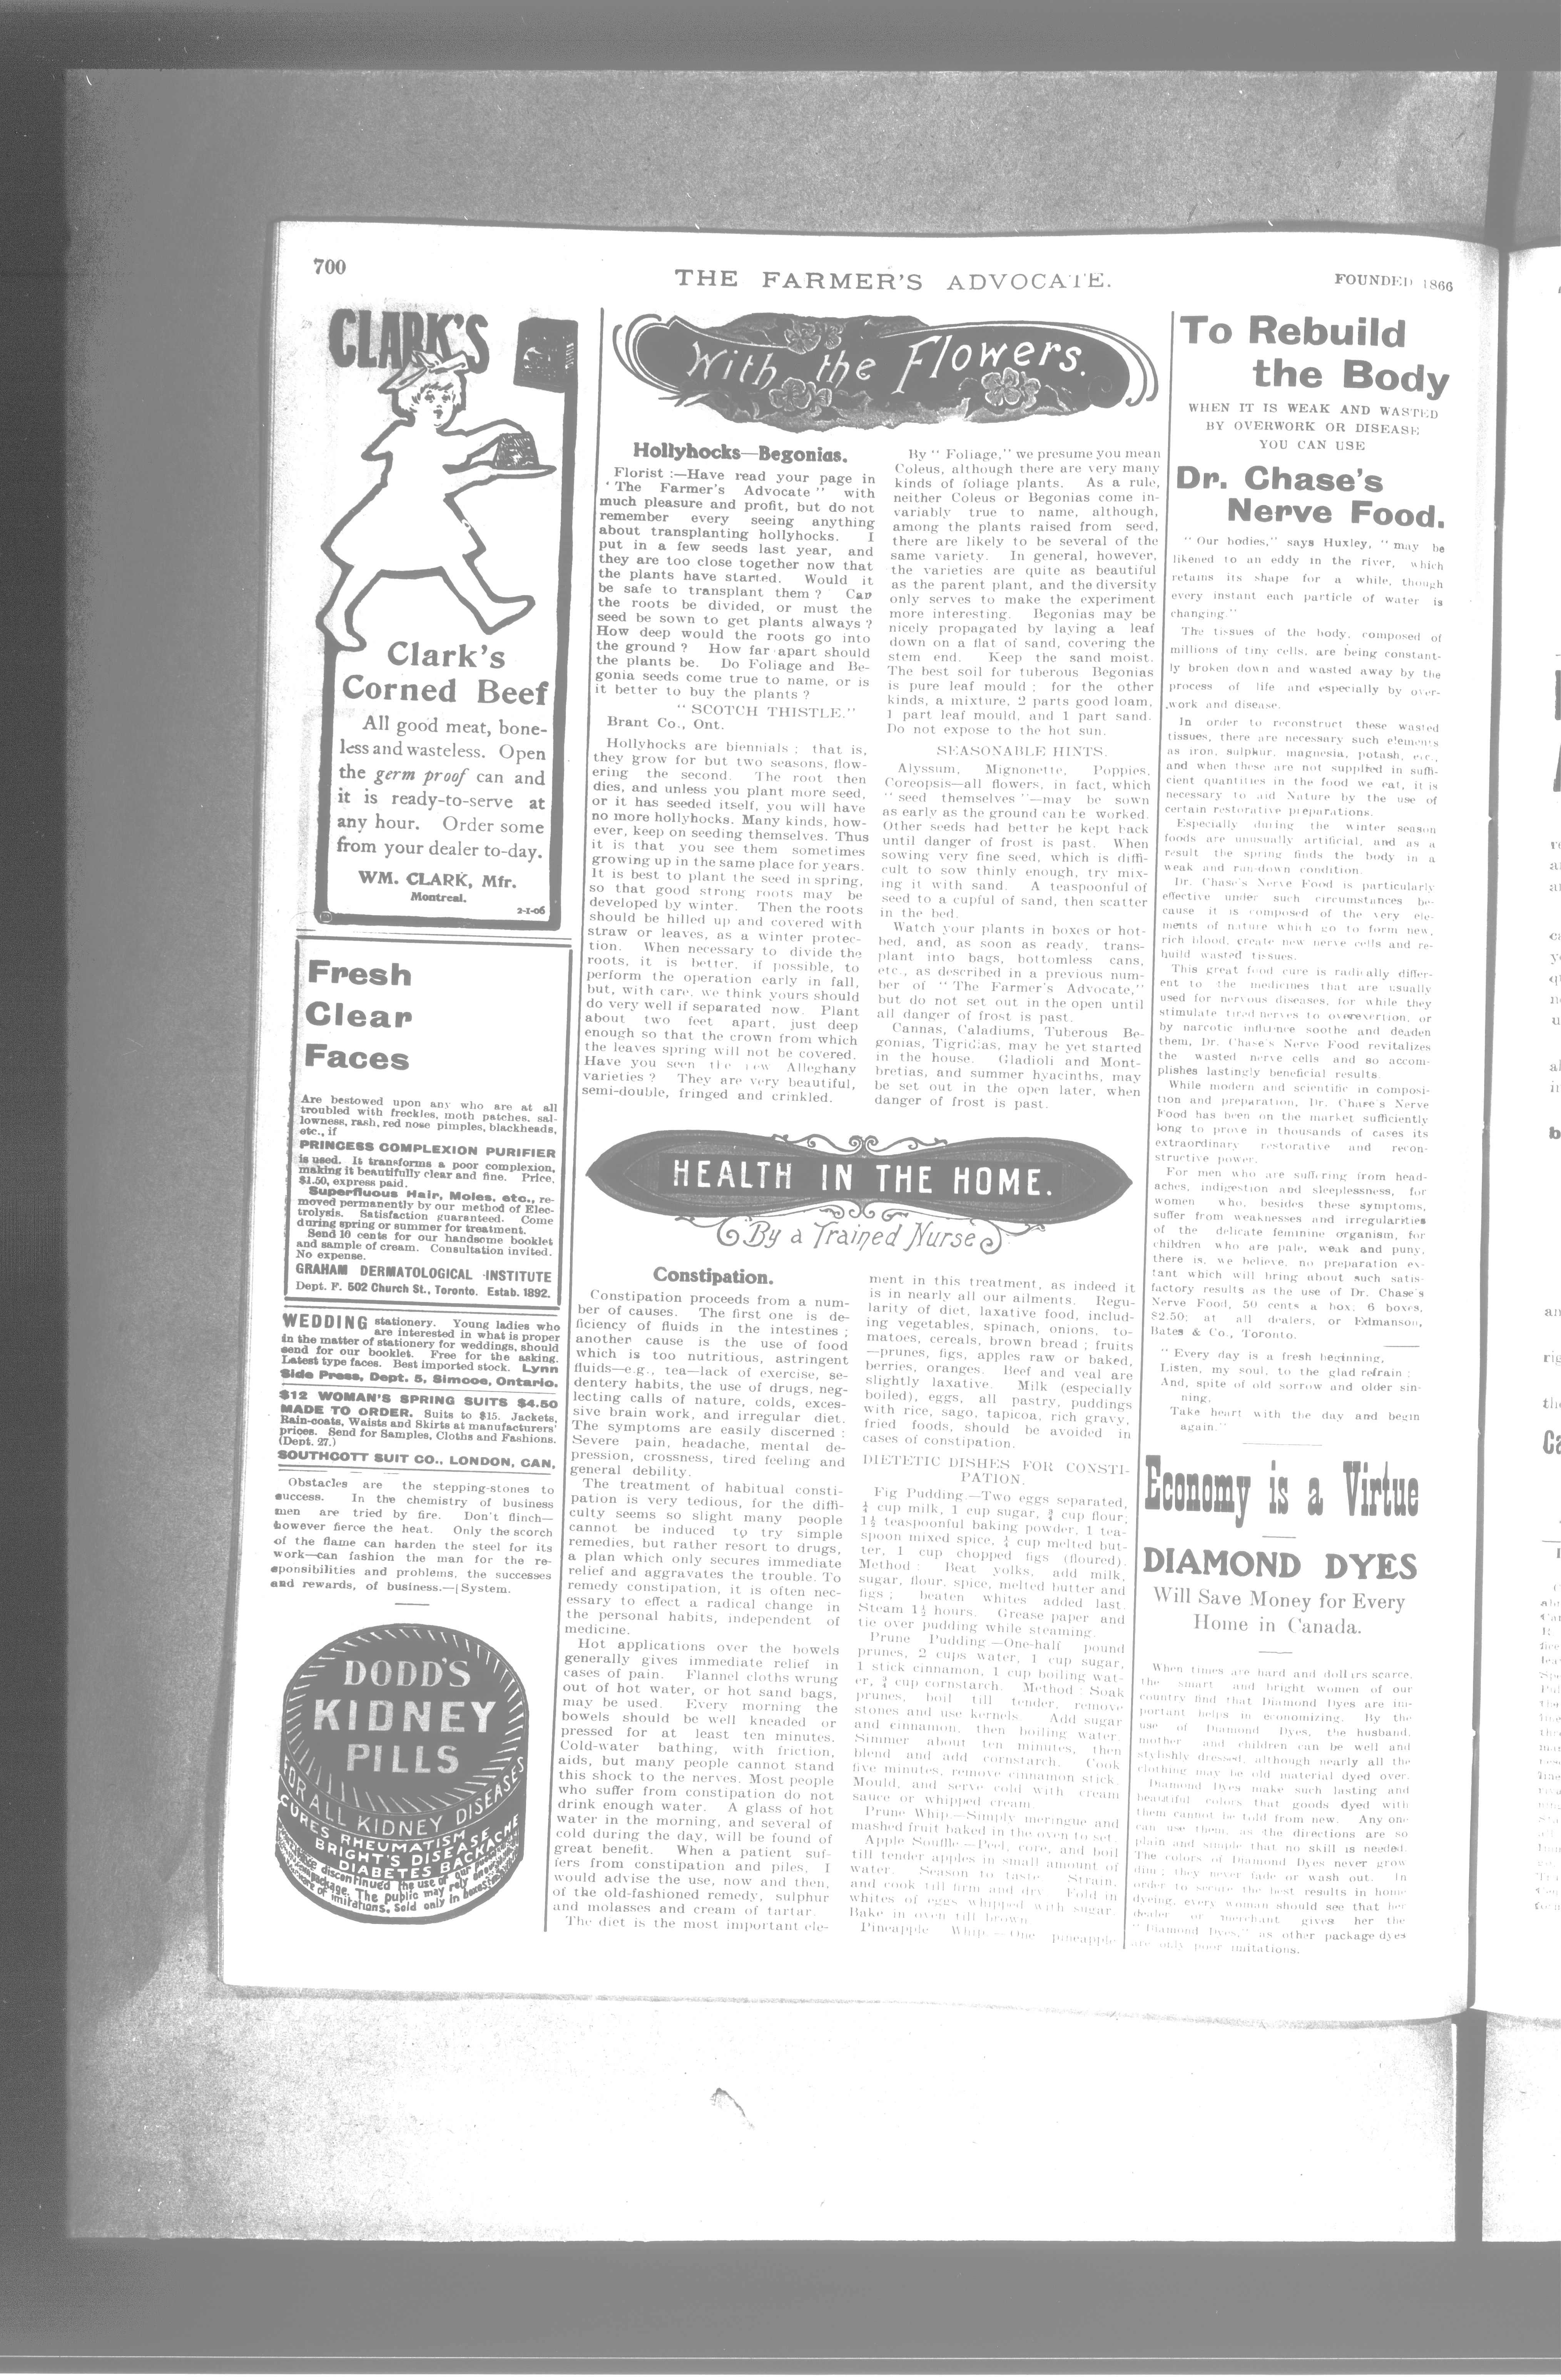 700
THE FARMER'S ADVOCATE.
FOUNDED 1866
CLARK'S
Clark's
Corned Beef
All good meat, bone-
less and wasteless. Open
the germ proof can and
it is ready-to-serve at
any hour. Order some
from your dealer to-day.
WM. CLARK, Mfr.
Montreal.
2-1-06
Fresh
Clear
Faces
Are bestowed upon any who are at all
troubled with freckles, moth patches, sal-
lowness, rash, red nose pimples, blackheads,
etc., if
PRINCESS COMPLEXION PURIFIER
is used. It transforms a poor complexion,
making it beautifully clear and fine. Price,
$1.50, express paid.
Superfluous Hair, Moles, etc., re-
moved permanently by our method of Elec-
trolysis. Satisfaction guaranteed. Come
during spring or summer for treatment.
Send 10 cents for our handsome booklet
and sample of cream. Consultation invited.
No expense.
GRAHAM DERMATOLOGICAL INSTITUTE
Dept. F. 502 Church St., Toronto. Estab. 1892.
WEDDING stationery. Young ladies who
are interested in what is proper
in the matter of stationery for weddings, should
send for our booklet. Free for the asking.
Latest type faces. Best imported stock. Lynn
Side Press, Dept. 5, Simcoe, Ontario.
$12 WOMAN'S SPRING SUITS $4.50
MADE TO ORDER. Suits to $15. Jackets,
Rain-coats, Waists and Skirts at manufacturers'
prices. Send for Samples, Cloths and Fashions.
(Dept. 27.)
SOUTHCOTT SUIT CO., LONDON, CAN.
Obstacles are the stepping-stones to
success. In the chemistry of business
men are tried by fire. Don't flinch—
however fierce the heat. Only the scorch
of the flame can harden the steel for its
work—can fashion the man for the re-
sponsibilities and problems, the successes
and rewards, of business.—[System.
DODD'S
KIDNEY
PILLS
FOR ALL KIDNEY DISEASES
CURES RHEUMATISM
BRIGHT'S DISEASE
DIABETES BACKACHE
discontinued the use of our
package. The public may rely
of imitations. Sold only in boxes
With the Flowers.
Hollyhocks—Begonias.
Florist :—Have read your page in
"The Farmer's Advocate" with
much pleasure and profit, but do not
remember every seeing anything
about transplanting hollyhocks. I
put in a few seeds last year, and
they are too close together now that
the plants have started. Would it
be safe to transplant them ? Can
the roots be divided, or must the
seed be sown to get plants always ?
How deep would the roots go into
the ground ? How far apart should
the plants be. Do Foliage and Be-
gonia seeds come true to name, or is
it better to buy the plants ?
"SCOTCH THISTLE."
Brant Co., Ont.
Hollyhocks are biennials ; that is,
they grow for but two seasons, flow-
ering the second. The root then
dies, and unless you plant more seed,
or it has seeded itself, you will have
no more hollyhocks. Many kinds, how-
ever, keep on seeding themselves. Thus
it is that you see them sometimes
growing up in the same place for years.
It is best to plant the seed in spring,
so that good strong roots may be
developed by winter. Then the roots
should be hilled up and covered with
straw or leaves, as a winter protec-
tion. When necessary to divide the
roots, it is better, if possible, to
perform the operation early in fall,
but, with care, we think yours should
do very well if separated now. Plant
about two feet apart, just deep
enough so that the crown from which
the leaves spring will not be covered.
Have you seen the new Alleghany
varieties ? They are very beautiful,
semi-double, fringed and crinkled.
By "Foliage," we presume you mean
Coleus, although there are very many
kinds of foliage plants. As a rule,
neither Coleus or Begonias come in-
variably true to name, although,
among the plants raised from seed,
there are likely to be several of the
same variety. In general, however,
the varieties are quite as beautiful
as the parent plant, and the diversity
only serves to make the experiment
more interesting. Begonias may be
nicely propagated by laying a leaf
down on a flat of sand, covering the
stem end. Keep the sand moist.
The best soil for tuberous Begonias
is pure leaf mould ; for the other
kinds, a mixture, 2 parts good loam,
1 part leaf mould, and 1 part sand.
Do not expose to the hot sun.
SEASONABLE HINTS.
Alyssum, Mignonette, Poppies,
Coreopsis—all flowers, in fact, which
"seed themselves"—may be sown
as early as the ground can be worked.
Other seeds had better be kept back
until danger of frost is past. When
sowing very fine seed, which is diffi-
cult to sow thinly enough, try mix-
ing it with sand. A teaspoonful of
seed to a cupful of sand, then scatter
in the bed.
Watch your plants in boxes or hot-
bed, and, as soon as ready, trans-
plant into bags, bottomless cans,
etc., as described in a previous num-
ber of "The Farmer's Advocate,"
but do not set out in the open until
all danger of frost is past.
Cannas, Caladiums, Tuberous Be-
gonias, Tigridias, may be yet started
in the house. Gladioli and Mont-
bretias, and summer hyacinths, may
be set out in the open later, when
danger of frost is past.
HEALTH IN THE HOME.
By a Trained Nurse
Constipation.
Constipation proceeds from a num-
ber of causes. The first one is de-
ficiency of fluids in the intestines ;
another cause is the use of food
which is too nutritious, astringent
fluids—e.g., tea—lack of exercise, se-
dentery habits, the use of drugs, neg-
lecting calls of nature, colds, exces-
sive brain work, and irregular diet.
The symptoms are easily discerned :
Severe pain, headache, mental de-
pression, crossness, tired feeling and
general debility.
The treatment of habitual consti-
pation is very tedious, for the diffi-
culty seems so slight many people
cannot be induced to try simple
remedies, but rather resort to drugs,
a plan which only secures immediate
relief and aggravates the trouble. To
remedy constipation, it is often nec-
essary to effect a radical change in
the personal habits, independent of
medicine.
Hot applications over the bowels
generally gives immediate relief in
cases of pain. Flannel cloths wrung
out of hot water, or hot sand bags,
may be used. Every morning the
bowels should be well kneaded or
pressed for at least ten minutes.
Cold-water bathing, with friction,
aids, but many people cannot stand
this shock to the nerves. Most people
who suffer from constipation do not
drink enough water. A glass of hot
water in the morning, and several of
cold during the day, will be found of
great benefit. When a patient suf-
fers from constipation and piles, I
would advise the use, now and then,
of the old-fashioned remedy, sulphur
and molasses and cream of tartar.
The diet is the most important ele-
ment in this treatment, as indeed it
is in nearly all our ailments. Regu-
larity of diet, laxative food, includ-
ing vegetables, spinach, onions, to-
matoes, cereals, brown bread ; fruits
—prunes, figs, apples raw or baked,
berries, oranges. Beef and veal are
slightly laxative. Milk (especially
boiled), eggs, all pastry, puddings
with rice, sago, tapioca, rich gravy,
fried foods, should be avoided in
cases of constipation.
DIETETIC DISHES FOR CONSTI-
PATION.
Fig Pudding.—Two eggs separated,
cup milk, 1 cup sugar, cup flour,
1½ teaspoonful baking powder, 1 tea-
spoon mixed spice, cup melted but-
ter, 1 cup chopped figs (floured).
Method : Beat yolks, add milk,
sugar, flour, spice, melted butter and
figs ; beaten whites added last.
Steam 1½ hours. Grease paper and
tie over pudding while steaming.
Prune Pudding.—One-half pound
prunes, 2 cups water, 1 cup sugar,
1 stick cinnamon, 1 cup boiling wat-
er, cup cornstarch. Method : Soak
prunes, boil till tender, remove
stones and use kernels. Add sugar
and cinnamon, then boiling water.
Simmer about ten minutes, then
blend and add cornstarch. Cook
five minutes, remove cinnamon stick.
Mould, and serve cold with cream
sauce or whipped cream.
Prune Whip.—Simply meringue and
mashed fruit baked in the oven to set.
Apple Souffle.—Peel, core, and boil
till tender apples in small amount of
water. Season to taste. Strain,
and cook till firm and dry. Fold in
whites of eggs whipped with sugar.
Bake in oven till brown.
Pineapple Whip.—One pineapple
To Rebuild
the Body
WHEN IT IS WEAK AND WASTED
BY OVERWORK OR DISEASE
YOU CAN USE
Dr. Chase's
Nerve Food.
"Our bodies," says Huxley, "may be
likened to an eddy in the river, which
retains its shape for a while, though
every instant each particle of water is
changing."
The tissues of the body, composed of
millions of tiny cells, are being constant-
ly broken down and wasted away by the
process of life and especially by over-
work and disease.
In order to reconstruct these wasted
tissues, there are necessary such elements
as iron, sulphur, magnesia, potash, etc.,
and when these are not supplied in suffi-
cient quantities in the food we eat, it is
necessary to aid Nature by the use of
certain restorative preparations.
Especially during the winter season
foods are unusually artificial, and as a
result the spring finds the body in a
weak and run-down condition.
Dr. Chase's Nerve Food is particularly
effective under such circumstances be-
cause it is composed of the very ele-
ments of nature which go to form new,
rich blood, create new nerve cells and re-
build wasted tissues.
This great food cure is radically differ-
ent to the medicines that are usually
used for nervous diseases, for while they
stimulate tired nerves to overexertion, or
by narcotic influence soothe and deaden
them, Dr. Chase's Nerve Food revitalizes
the wasted nerve cells and so accom-
plishes lastingly beneficial results.
While modern and scientific in composi-
tion and preparation, Dr. Chase's Nerve
Food has been on the market sufficiently
long to prove in thousands of cases its
extraordinary restorative and recon-
structive power.
For men who are suffering from head-
aches, indigestion and sleeplessness, for
women who, besides these symptoms,
suffer from weaknesses and irregularities
of the delicate feminine organism, for
children who are pale, weak and puny,
there is, we believe, no preparation ex-
tant which will bring about such satis-
factory results as the use of Dr. Chase's
Nerve Food, 50 cents a box; 6 boxes,
$2.50; at all dealers, or Edmanson,
Bates & Co., Toronto.
"Every day is a fresh beginning,
Listen, my soul, to the glad refrain ;
And, spite of old sorrow and older sin-
ning,
Take heart with the day and begin
again."
Economy is a Virtue
DIAMOND DYES
Will Save Money for Every
Home in Canada.
When times are hard and dollars scarce,
the smart and bright women of our
country find that Diamond Dyes are im-
portant helps in economizing. By the
use of Diamond Dyes, the husband,
mother and children can be well and
stylishly dressed, although nearly all the
clothing may be old material dyed over.
Diamond Dyes make such lasting and
beautiful colors that goods dyed with
them cannot be told from new. Any one
can use them, as the directions are so
plain and simple that no skill is needed.
The colors of Diamond Dyes never grow
dim ; they never fade or wash out. In
order to secure the best results in home
dyeing, every woman should see that her
dealer or merchant gives her the
"Diamond Dyes," as other package dyes
are only poor imitations.